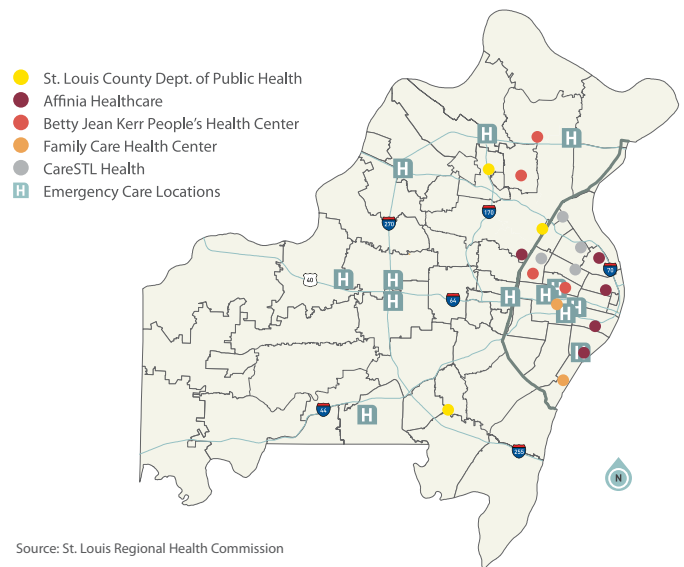 St. Louis County Dept. of Public Health
Affinia Healthcare
Betty Jean Kerr People's Health Center
Family Care Health Center
CareSTL Health
H Emergency Care Locations
H
H
H
170
270
70
40
H
H
H
64
H
H
H
H
H
H
44
H
255
N
Source: St. Louis Regional Health Commission